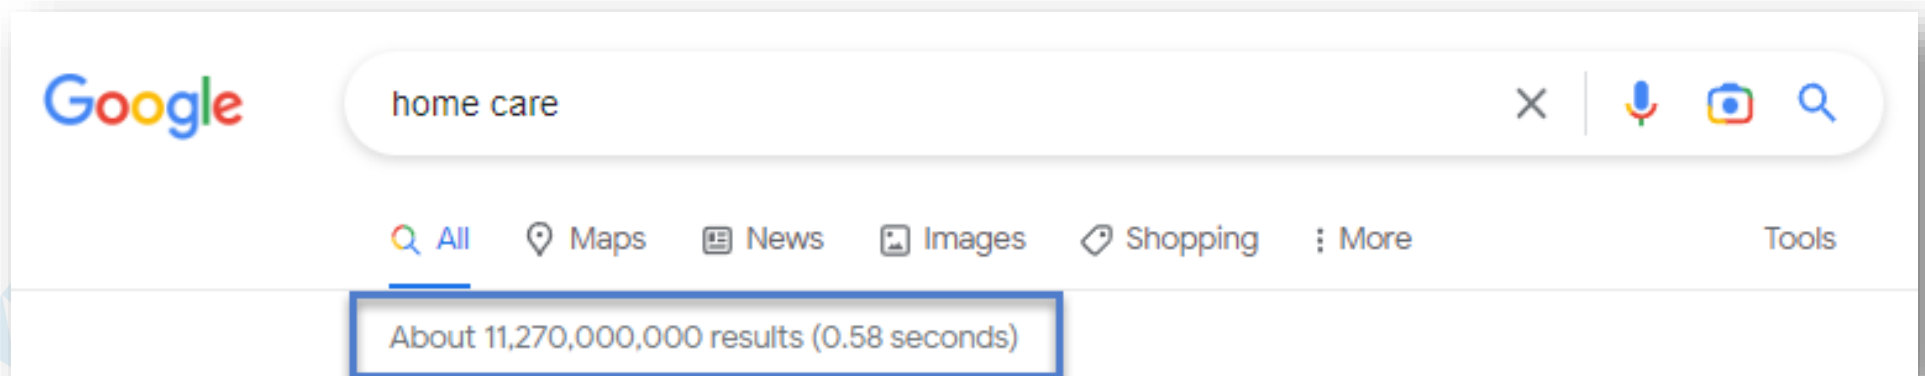 Google
home care
All Maps News Images Shopping More Tools
About 11,270,000,000 results (0.58 seconds)